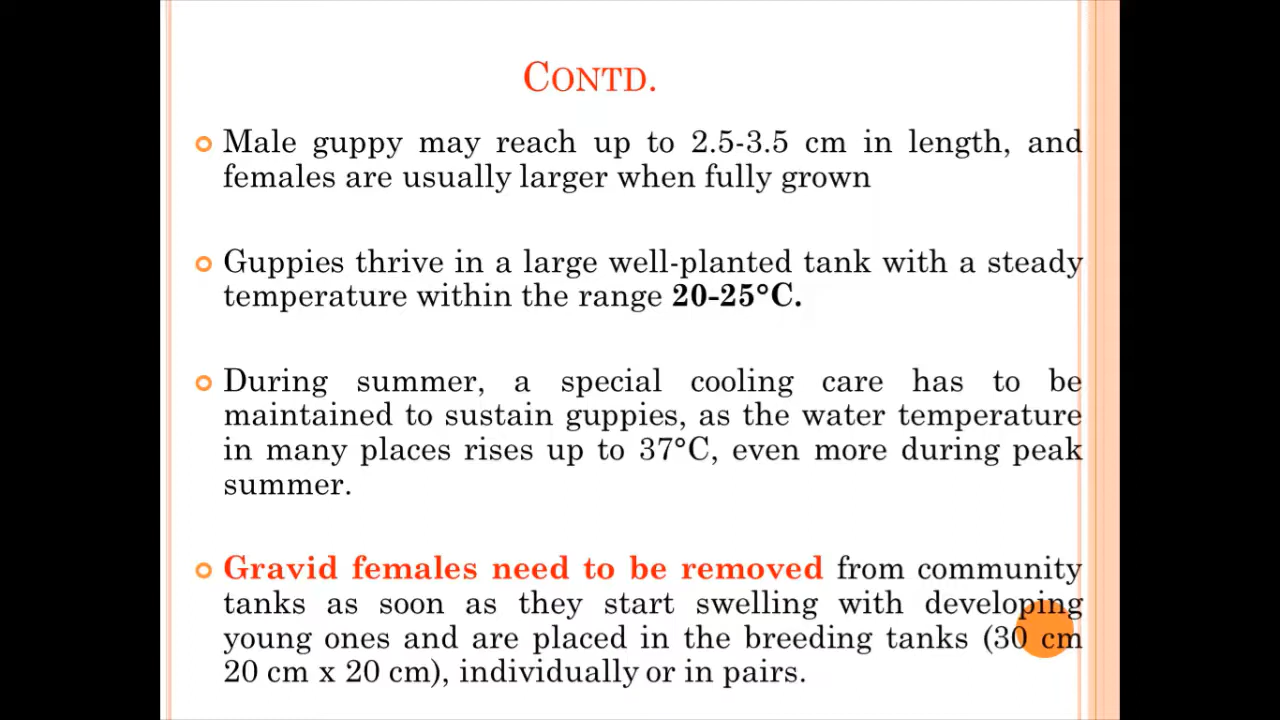 CONTD.
Male guppy may reach up to 2.5-3.5 cm in length, and
females are usually larger when fully grown
Guppies thrive in a large well-planted tank with a steady
temperature within the range 20-25°C.
During summer, a special cooling care has to be
maintained to sustain guppies, as the water temperature
in many places rises up to 37°C, even more during peak
summer.
Gravid females need to be removed from community
tanks as soon as they start swelling with developing
young ones and are placed in the breeding tanks (30 cm
20 cm x 20 cm), individually or in pairs.